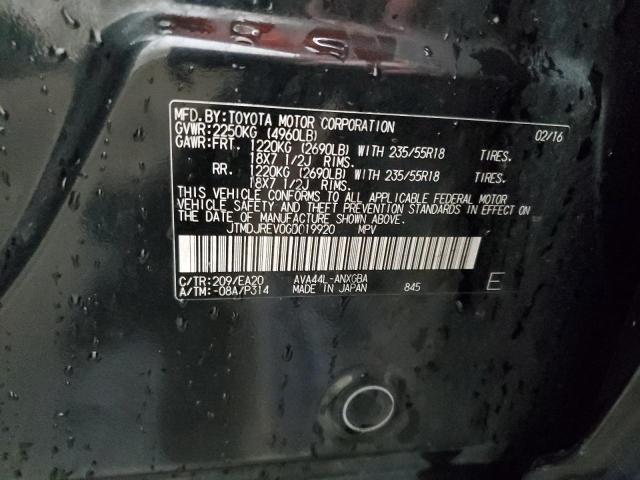 MFD.BY:TOYOTA MOTOR CORPORATION 02/16
GVWR:2250KG (4960LB)
GAWR:FRT. 1220KG (2690LB) WITH 235/55R18 TIRES.
18X7 1/2J RIMS.
RR. 1220KG (2690LB) WITH 235/55R18 TIRES.
18X7 1/2J RIMS.
THIS VEHICLE CONFORMS TO ALL APPLICABLE FEDERAL MOTOR
VEHICLE SAFETY AND THEFT PREVENTION STANDARDS IN EFFECT ON
THE DATE OF MANUFACTURE SHOWN ABOVE.
JTMDJREV0GD019920 MPV
C/TR:209/EA20 AVA44L-ANXGBA
A/TM:-08A/P314 MADE IN JAPAN 845 E